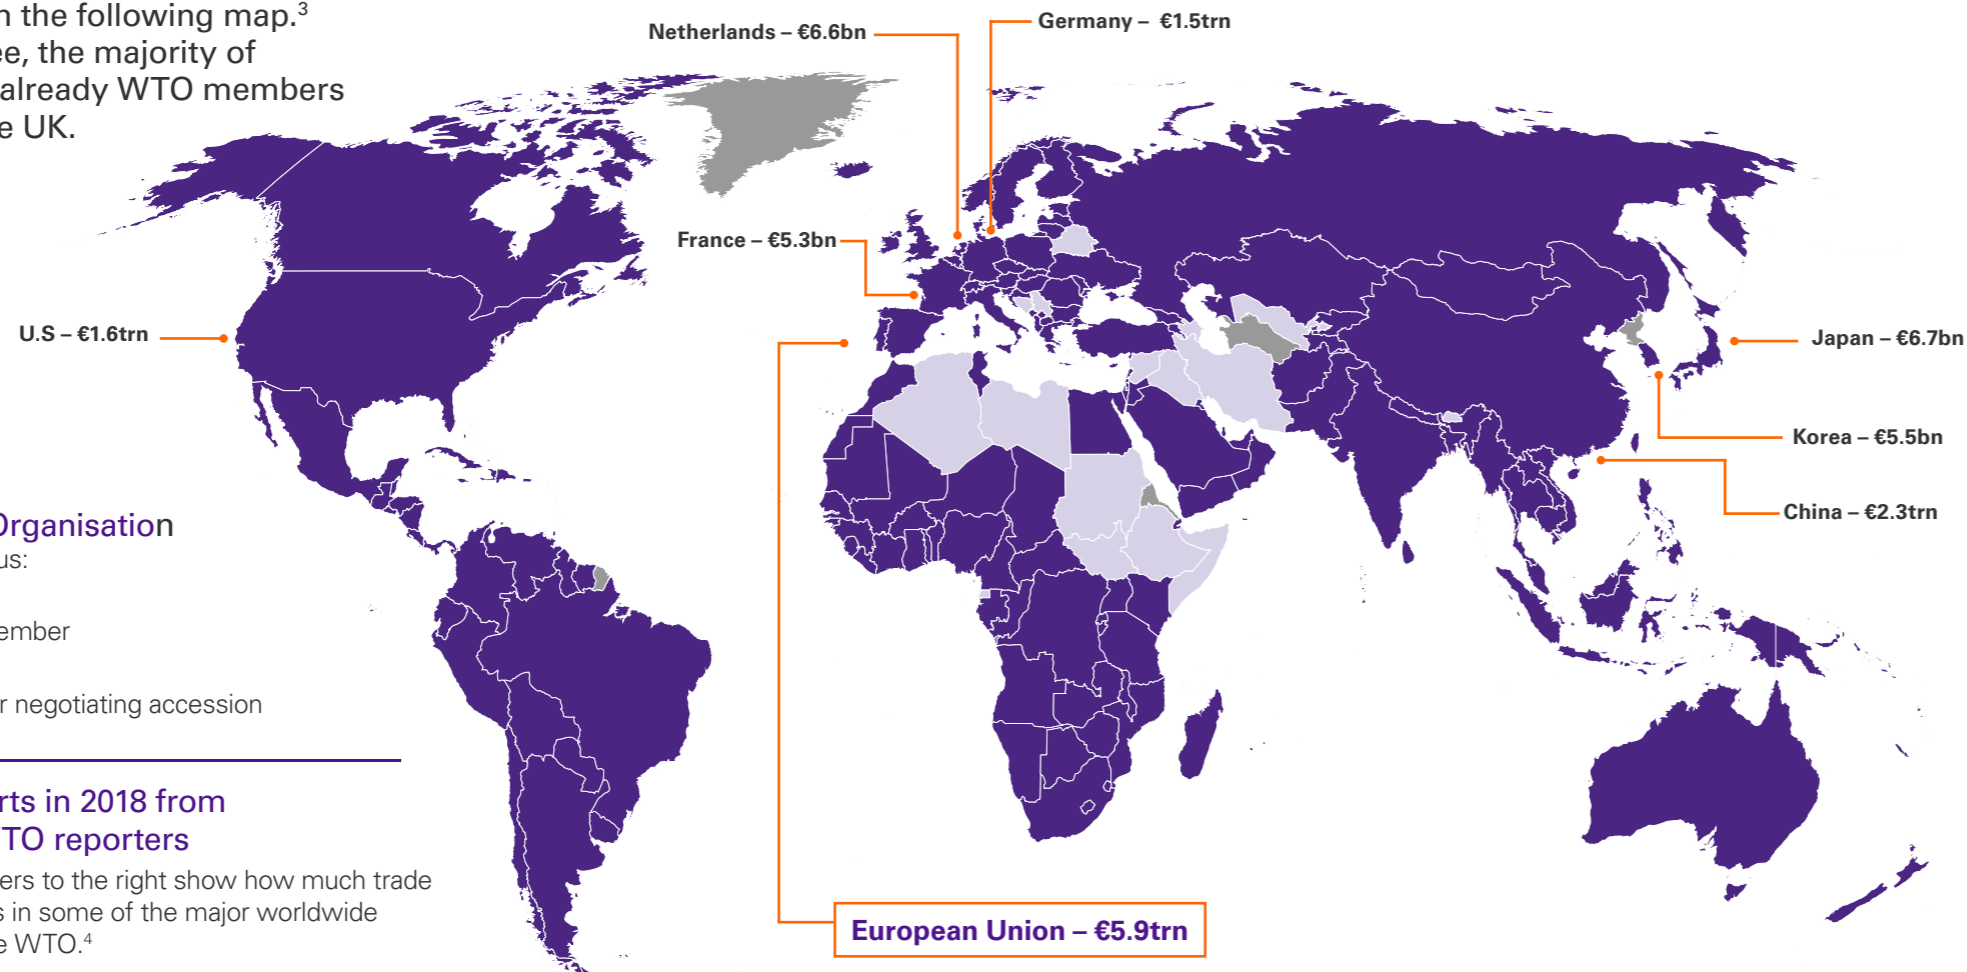 n the following map.³
ee, the majority of
already WTO members
e UK.
Netherlands – €6.6bn
Germany – €1.5trn
France – €5.3bn
U.S – €1.6trn
Japan – €6.7bn
Korea – €5.5bn
China – €2.3trn
Organisation
us:
ember
r negotiating accession
rts in 2018 from
TO reporters
ers to the right show how much trade
s in some of the major worldwide
e WTO.⁴
European Union – €5.9trn